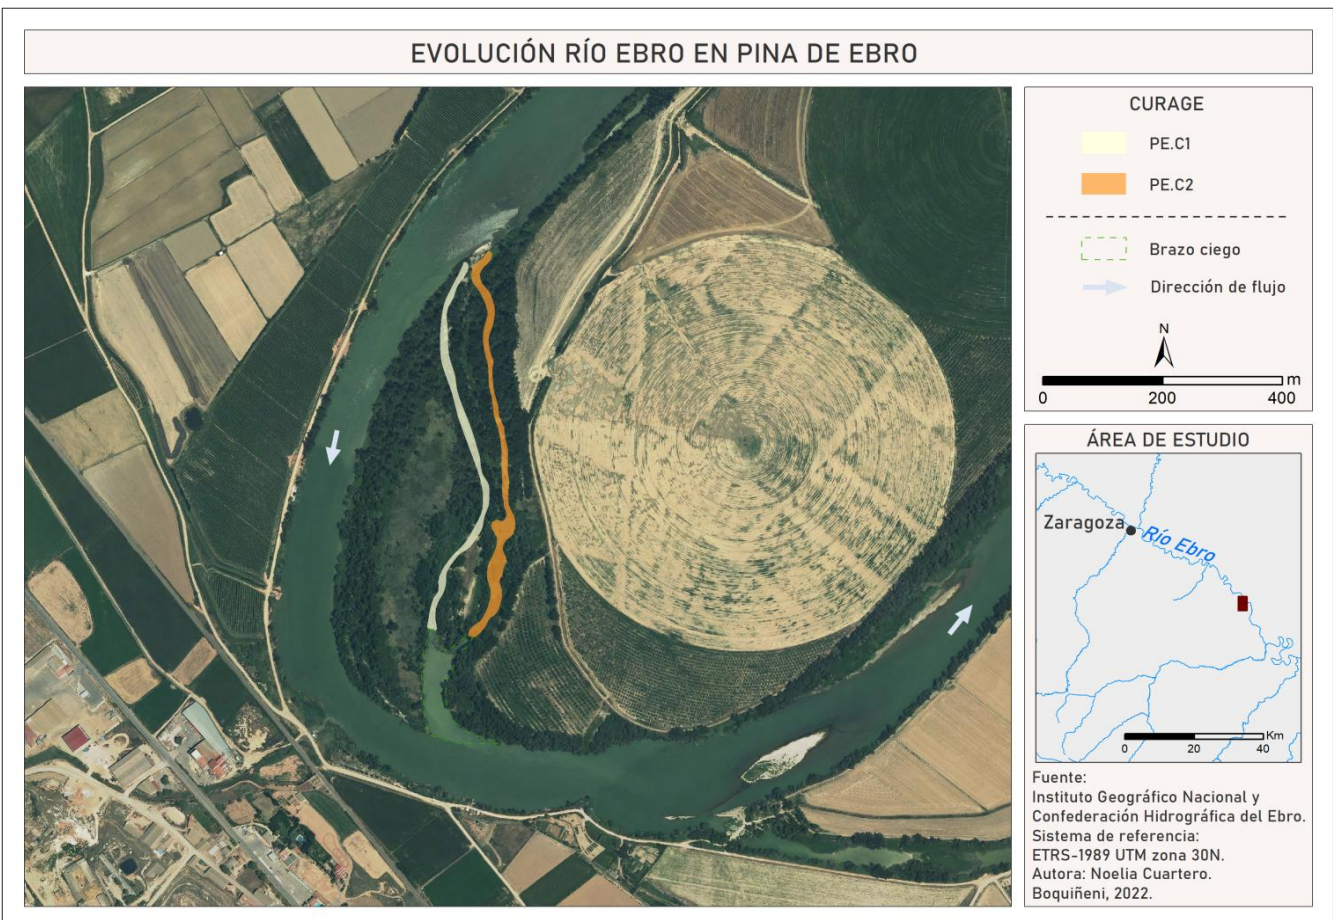 EVOLUCIÓN RÍO EBRO EN PINA DE EBRO
CURAGE
PE.C1
PE.C2
Brazo ciego
Dirección de flujo
N
m
0 200 400
ÁREA DE ESTUDIO
Zaragoza
Río Ebro
Km
0 20 40
Fuente:
Instituto Geográfico Nacional y
Confederación Hidrográfica del Ebro.
Sistema de referencia:
ETRS-1989 UTM zona 30N.
Autora: Noelia Cuartero.
Boquiñeni, 2022.